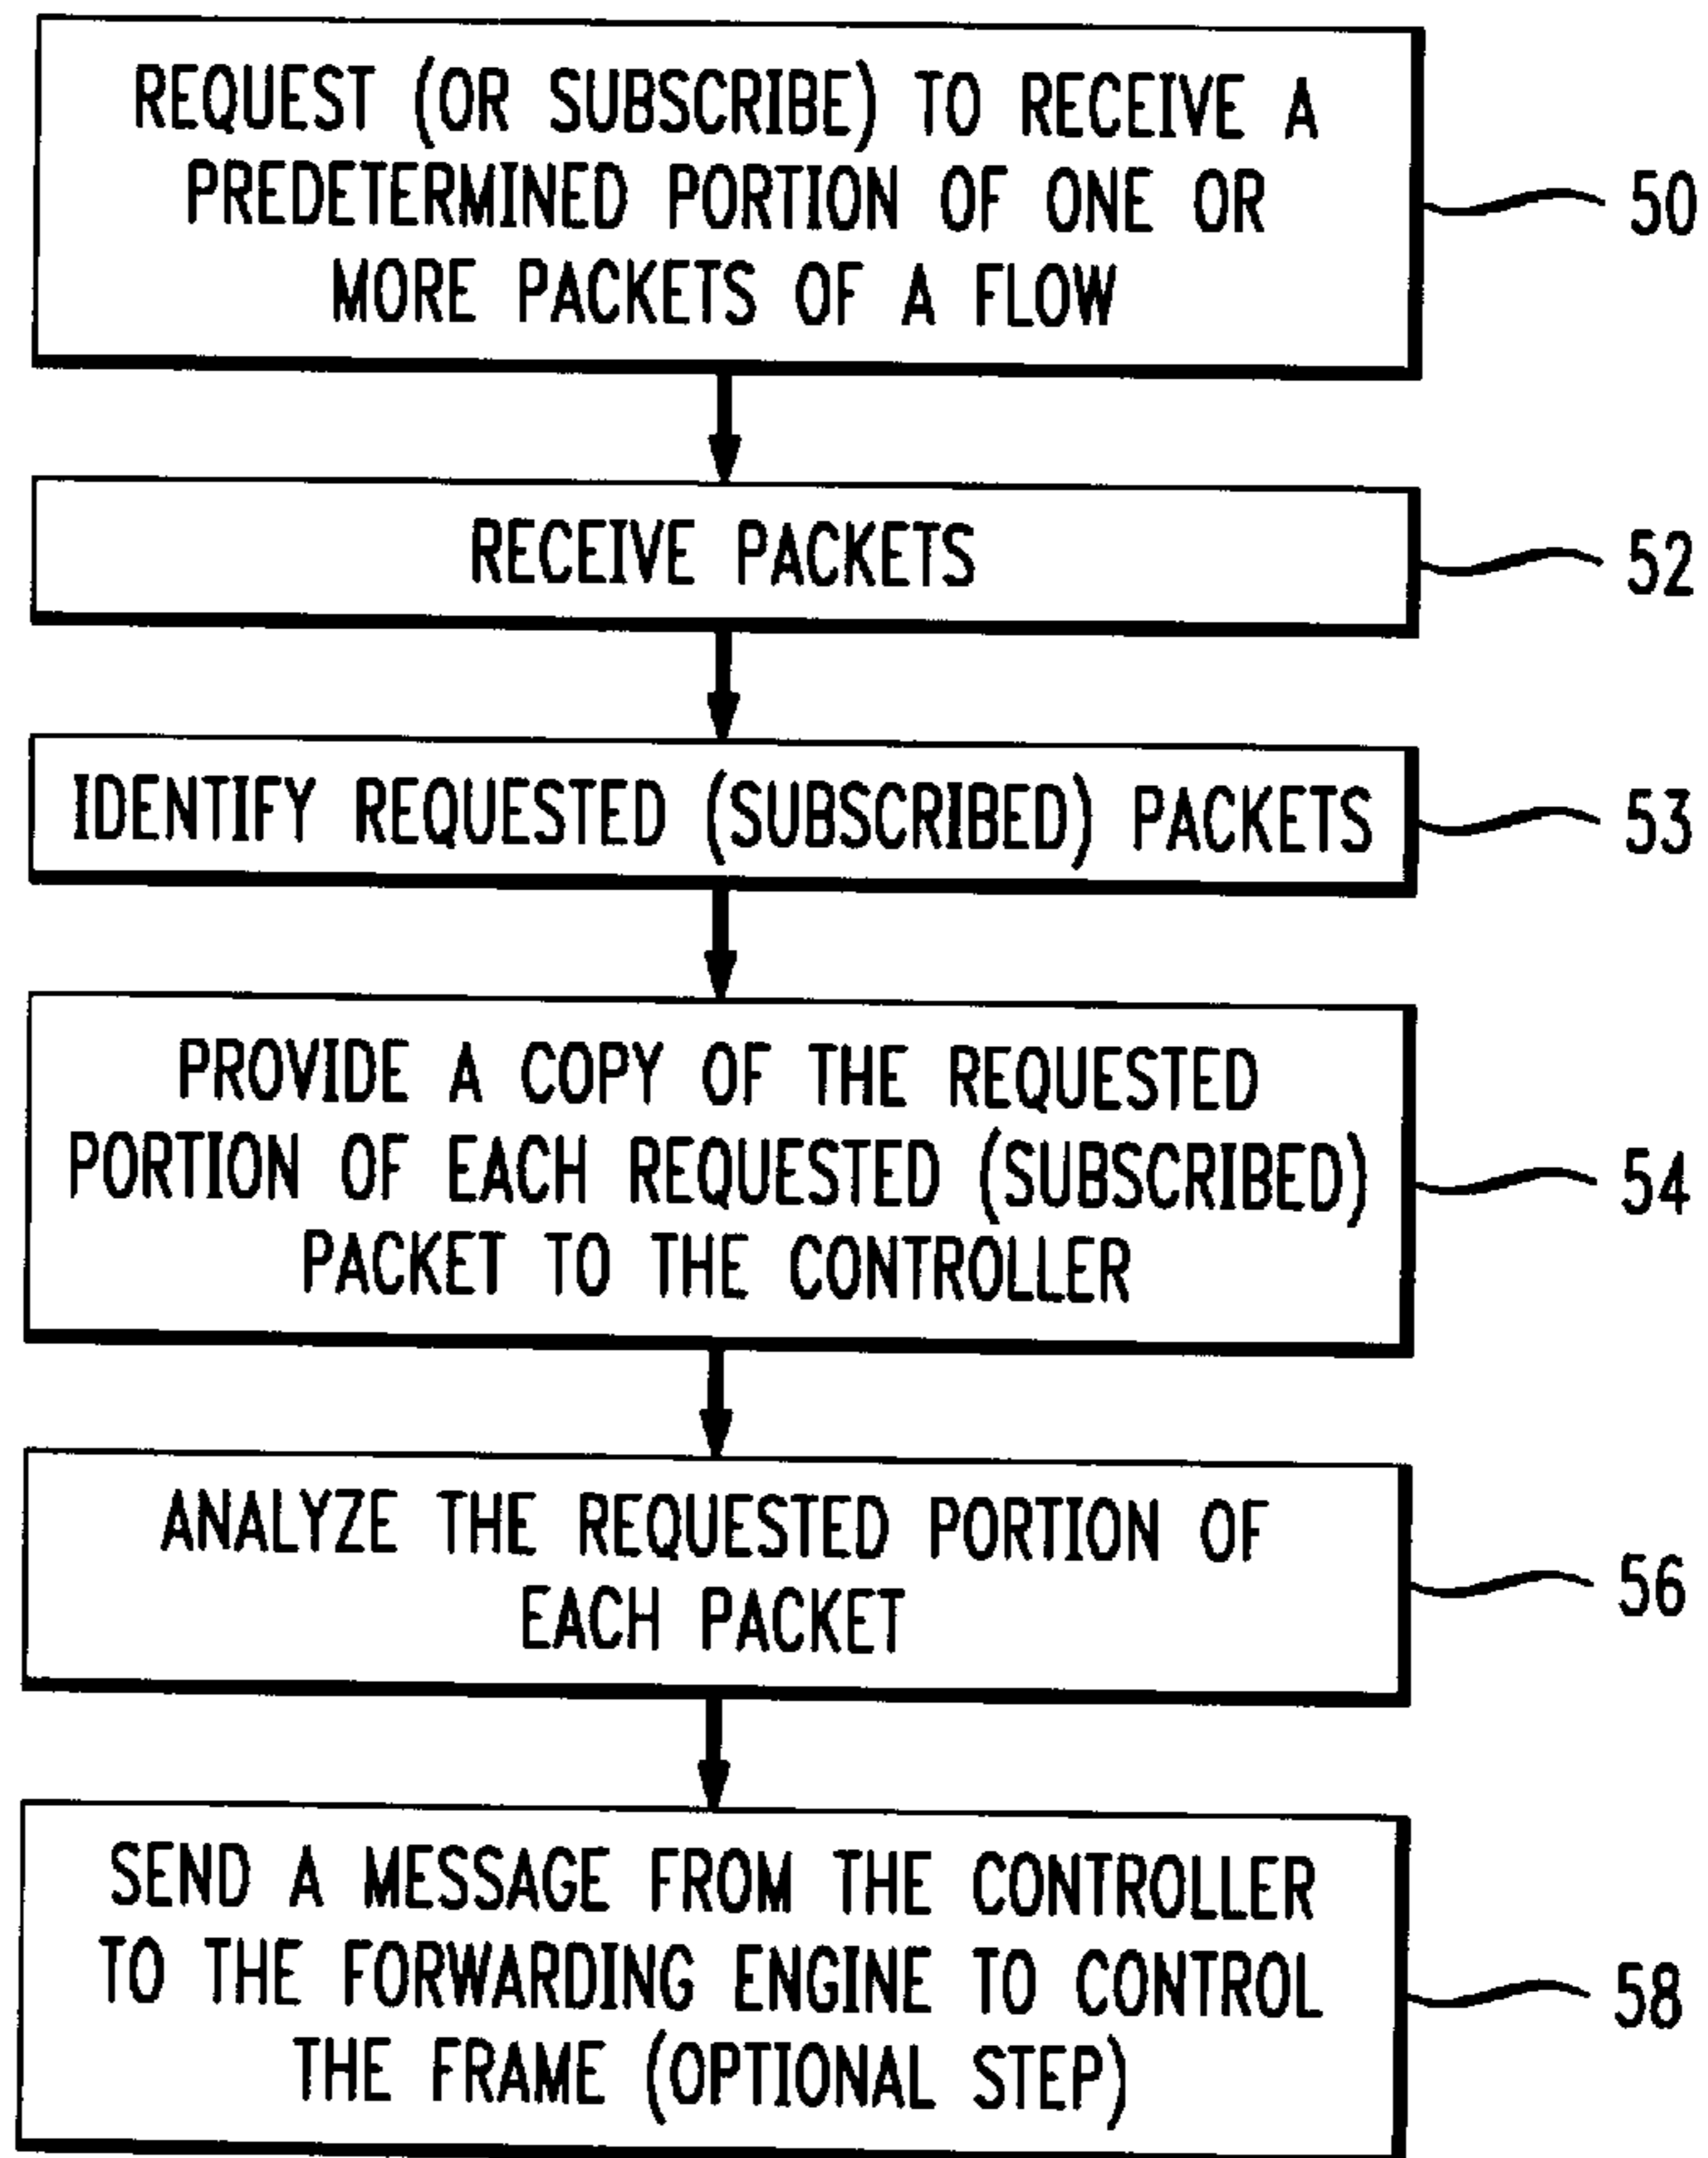 REQUEST (OR SUBSCRIBE) TO RECEIVE A
PREDETERMINED PORTION OF ONE OR
MORE PACKETS OF A FLOW
50
RECEIVE PACKETS
52
IDENTIFY REQUESTED (SUBSCRIBED) PACKETS
53
PROVIDE A COPY OF THE REQUESTED
PORTION OF EACH REQUESTED (SUBSCRIBED)
PACKET TO THE CONTROLLER
54
ANALYZE THE REQUESTED PORTION OF
EACH PACKET
56
SEND A MESSAGE FROM THE CONTROLLER
TO THE FORWARDING ENGINE TO CONTROL
THE FRAME (OPTIONAL STEP)
58